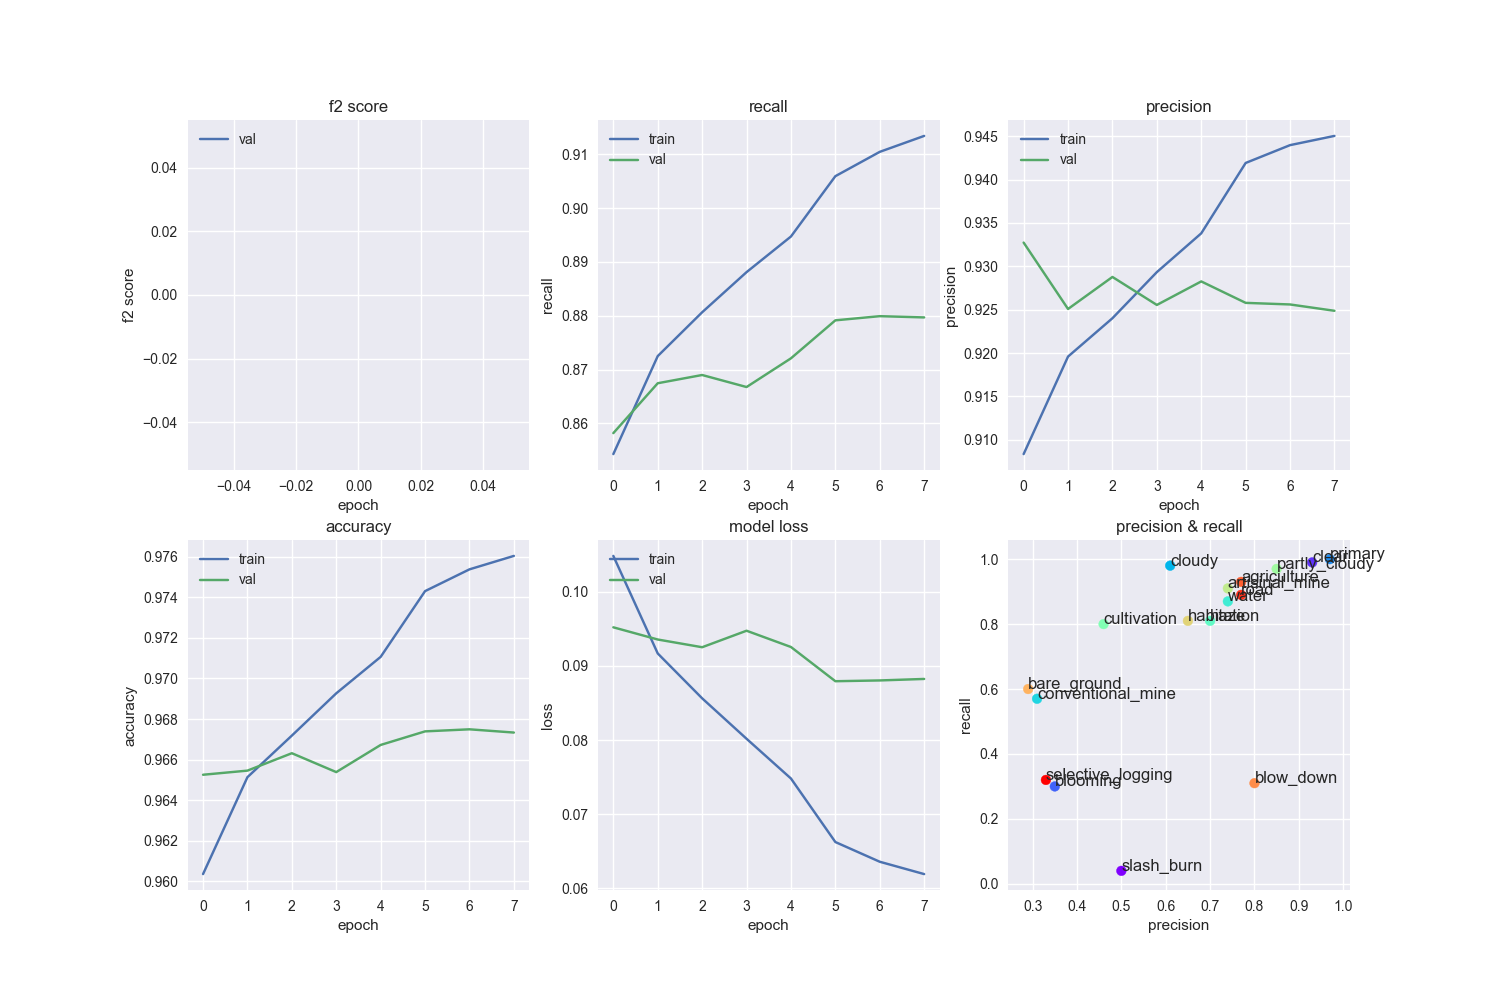 f2 score
val
0.04
0.02
0.00
−0.02
−0.04
f2 score
−0.04 −0.02 0.00 0.02 0.04
epoch
recall
train
val
0.91
0.90
0.89
0.88
0.87
0.86
recall
0 1 2 3 4 5 6 7
epoch
precision
train
val
0.945
0.940
0.935
0.930
0.925
0.920
0.915
0.910
precision
0 1 2 3 4 5 6 7
epoch
accuracy
train
val
0.976
0.974
0.972
0.970
0.968
0.966
0.964
0.962
0.960
accuracy
0 1 2 3 4 5 6 7
epoch
model loss
train
val
0.10
0.09
0.08
0.07
0.06
loss
0 1 2 3 4 5 6 7
epoch
precision & recall
1.0
0.8
0.6
0.4
0.2
0.0
recall
primary
clear
partly_cloudy
cloudy
agriculture
artisinal_mine
road
water
habitation
haze
cultivation
bare_ground
conventional_mine
selective_logging
blooming
blow_down
slash_burn
0.3 0.4 0.5 0.6 0.7 0.8 0.9 1.0
precision